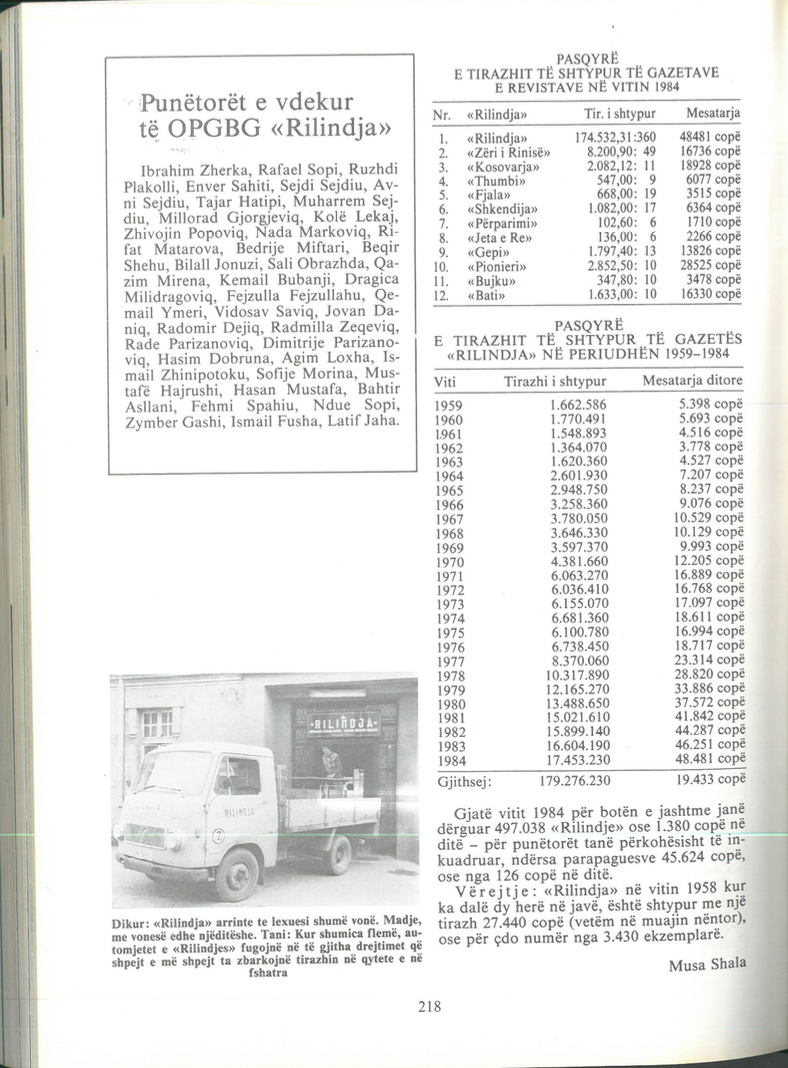 Punëtorët e vdekur
të OPGBG «Rilindja»
Ibrahim Zherka, Rafael Sopi, Ruzhdi
Plakolli, Enver Sahiti, Sejdi Sejdiu, Av-
ni Sejdiu, Tajar Hatipi, Muharrem Sej-
diu, Millorad Gjorgjeviq, Kolë Lekaj,
Zhivojin Popoviq, Nada Markoviq, Ri-
fat Matarova, Bedrije Miftari, Beqir
Shehu, Bilall Jonuzi, Sali Obrazhda, Qa-
zim Mirena, Kemail Bubanji, Dragica
Milidragoviq, Fejzulla Fejzullahu, Qe-
mail Ymeri, Vidosav Saviq, Jovan Da-
niq, Radomir Dejiq, Radmilla Zeqeviq,
Rade Parizanoviq, Dimitrije Parizano-
viq, Hasim Dobruna, Agim Loxha, Is-
mail Zhinipotoku, Sofije Morina, Mus-
tafë Hajrushi, Hasan Mustafa, Bahtir
Asllani, Fehmi Spahiu, Ndue Sopi,
Zymber Gashi, Ismail Fusha, Latif Jaha.
RILINDJA
RILINDJA
2
Dikur: «Rilindja» arrinte te lexuesi shumë vonë. Madje,
me vonesë edhe njëditëshe. Tani: Kur shumica flemë, au-
tomjetet e «Rilindjes» fugojnë në të gjitha drejtimet që
shpejt e më shpejt ta zbarkojnë tirazhin në qytete e në
fshatra
PASQYRË
E TIRAZHIT TË SHTYPUR TË GAZETAVE
E REVISTAVE NË VITIN 1984
Nr. «Rilindja» Tir. i shtypur Mesatarja
1. «Rilindja» 174.532,31:360 48481 copë
2. «Zëri i Rinisë» 8.200,90: 49 16736 copë
3. «Kosovarja» 2.082,12: 11 18928 copë
4. «Thumbi» 547,00: 9 6077 copë
5. «Fjala» 668,00: 19 3515 copë
6. «Shkendija» 1.082,00: 17 6364 copë
7. «Përparimi» 102,60: 6 1710 copë
8. «Jeta e Re» 136,00: 6 2266 copë
9. «Gepi» 1.797,40: 13 13826 copë
10. «Pionieri» 2.852,50: 10 28525 copë
11. «Bujku» 347,80: 10 3478 copë
12. «Bati» 1.633,00: 10 16330 copë
PASQYRË
E TIRAZHIT TË SHTYPUR TË GAZETËS
«RILINDJA» NË PERIUDHËN 1959-1984
Viti Tirazhi i shtypur Mesatarja ditore
1959 1.662.586 5.398 copë
1960 1.770.491 5.693 copë
1961 1.548.893 4.516 copë
1962 1.364.070 3.778 copë
1963 1.620.360 4.527 copë
1964 2.601.930 7.207 copë
1965 2.948.750 8.237 copë
1966 3.258.360 9.076 copë
1967 3.780.050 10.529 copë
1968 3.646.330 10.129 copë
1969 3.597.370 9.993 copë
1970 4.381.660 12.205 copë
1971 6.063.270 16.889 copë
1972 6.036.410 16.768 copë
1973 6.155.070 17.097 copë
1974 6.681.360 18.611 copë
1975 6.100.780 16.994 copë
1976 6.738.450 18.717 copë
1977 8.370.060 23.314 copë
1978 10.317.890 28.820 copë
1979 12.165.270 33.886 copë
1980 13.488.650 37.572 copë
1981 15.021.610 41.842 copë
1982 15.899.140 44.287 copë
1983 16.604.190 46.251 copë
1984 17.453.230 48.481 copë
Gjithsej: 179.276.230 19.433 copë
Gjatë vitit 1984 për botën e jashtme janë
dërguar 497.038 «Rilindje» ose 1.380 copë në
ditë – për punëtorët tanë përkohësisht të in-
kuadruar, ndërsa parapaguesve 45.624 copë,
ose nga 126 copë në ditë.
Vërejtje: «Rilindja» në vitin 1958 kur
ka dalë dy herë në javë, është shtypur me një
tirazh 27.440 copë (vetëm në muajin nëntor),
ose për çdo numër nga 3.430 ekzemplarë.
Musa Shala
218